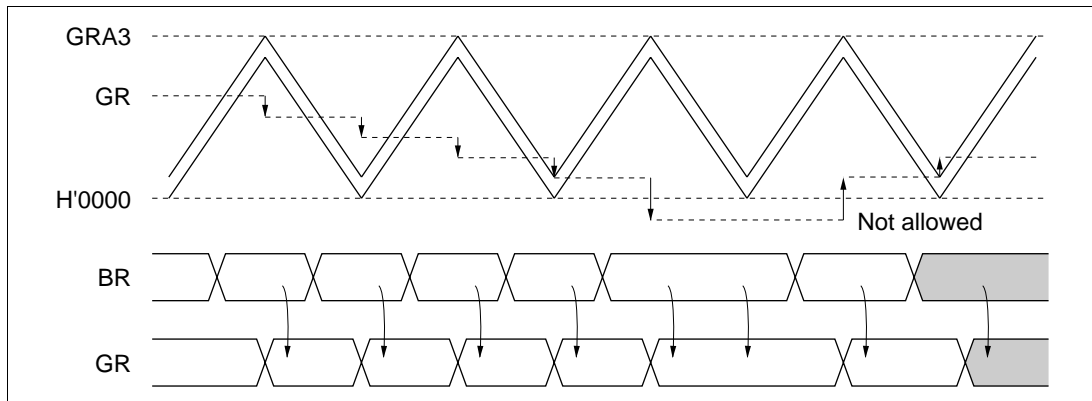 GRA3
GR
H'0000
Not allowed
BR
GR